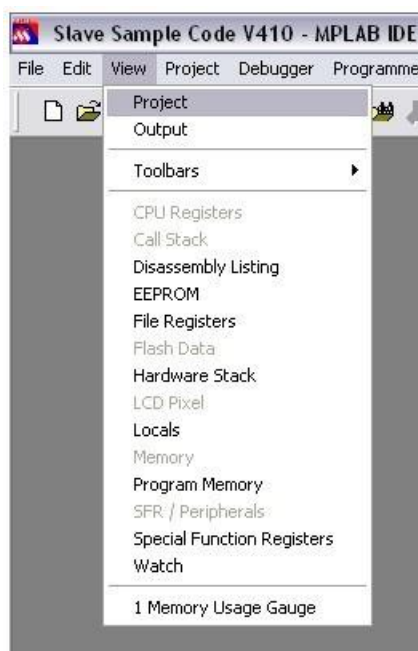 Slave Sample Code V410 - MPLAB IDE
File Edit View Project Debugger Programme
Project
Output
Toolbars
CPU Registers
Call Stack
Disassembly Listing
EEPROM
File Registers
Flash Data
Hardware Stack
LCD Pixel
Locals
Memory
Program Memory
SFR / Peripherals
Special Function Registers
Watch
1 Memory Usage Gauge